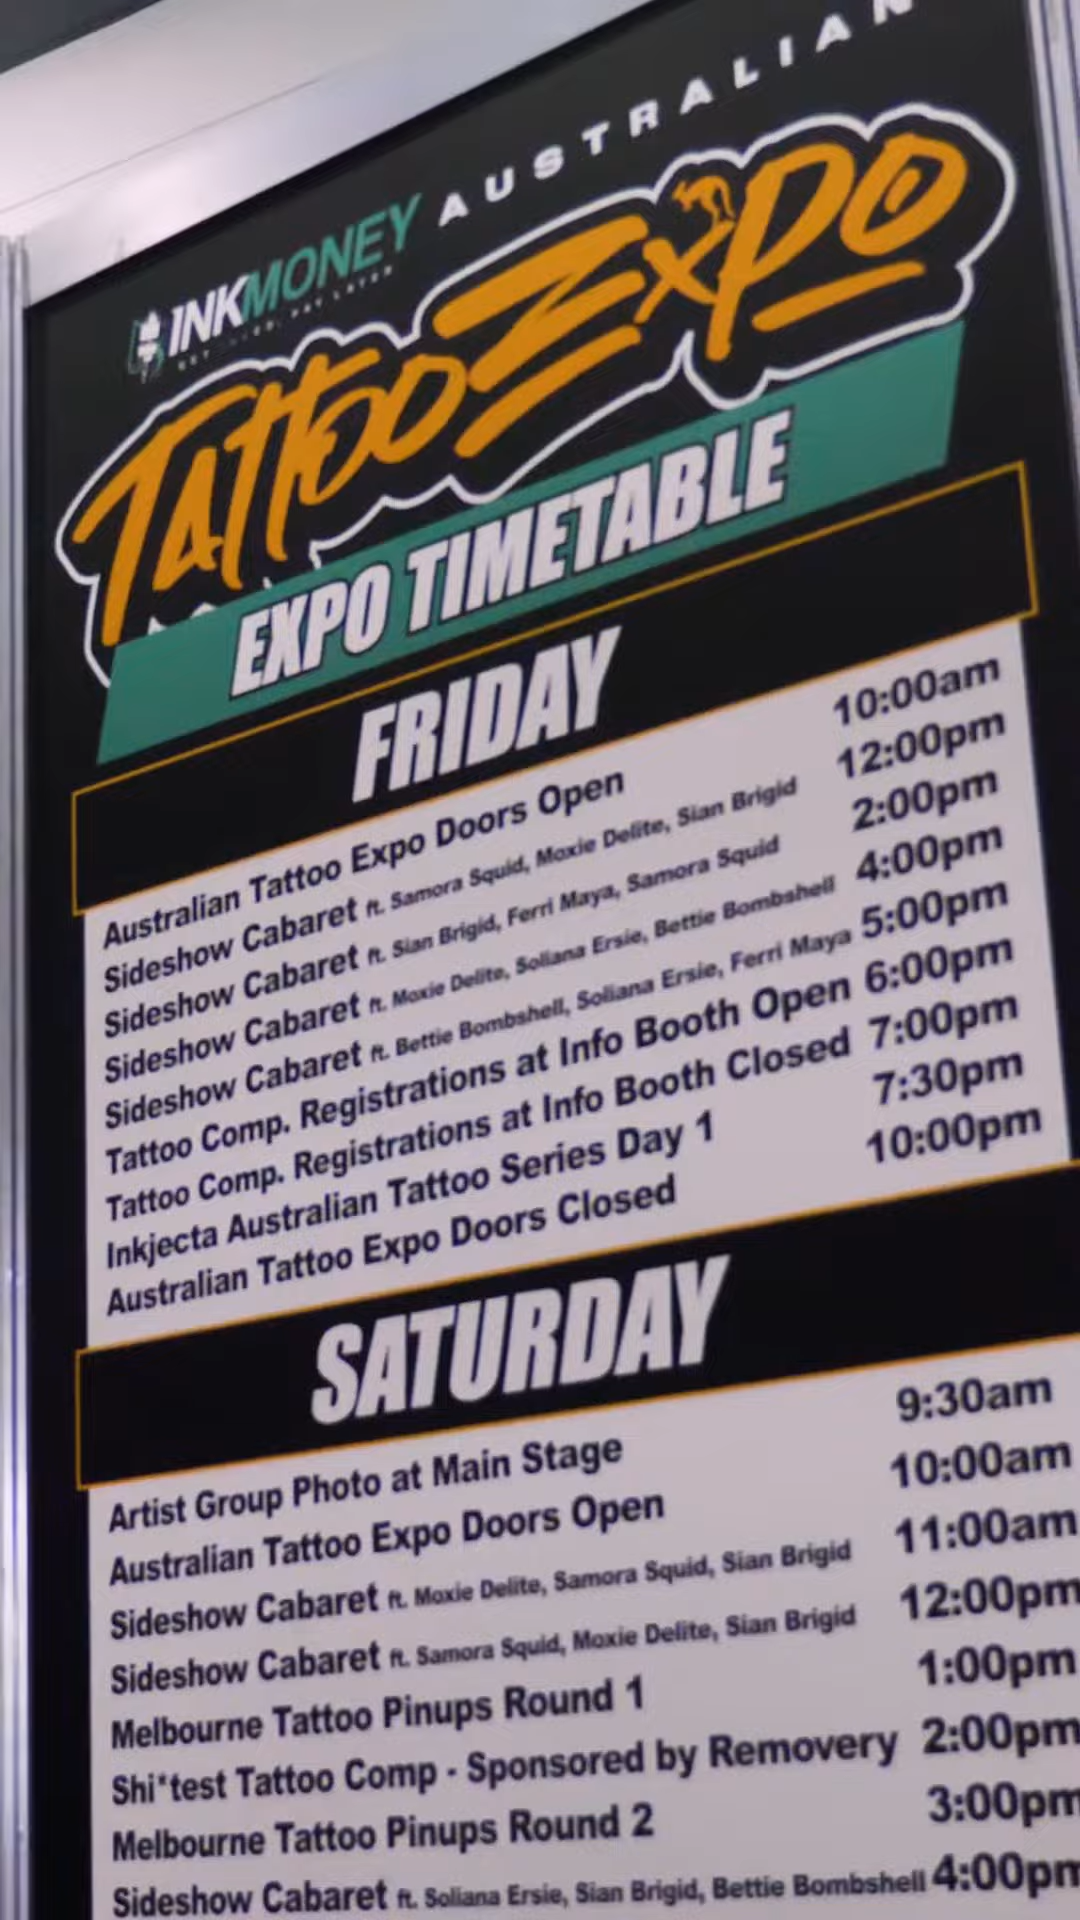 AUSTRALIAN
INKMONEY
TATTOO EXPO
EXPO TIMETABLE
FRIDAY
Australian Tattoo Expo Doors Open 10:00am
Sideshow Cabaret ft. Samora Squid, Moxie Delite, Sian Brigid 12:00pm
Sideshow Cabaret ft. Sian Brigid, Ferri Maya, Samora Squid 2:00pm
Sideshow Cabaret ft. Moxie Delite, Soliana Ersie, Bettie Bombshell 4:00pm
Sideshow Cabaret ft. Bettie Bombshell, Soliana Ersie, Ferri Maya 5:00pm
Tattoo Comp. Registrations at Info Booth Open 6:00pm
Tattoo Comp. Registrations at Info Booth Closed 7:00pm
Inkjecta Australian Tattoo Series Day 1 7:30pm
Australian Tattoo Expo Doors Closed 10:00pm
SATURDAY
Artist Group Photo at Main Stage 9:30am
Australian Tattoo Expo Doors Open 10:00am
Sideshow Cabaret ft. Moxie Delite, Samora Squid, Sian Brigid 11:00am
Sideshow Cabaret ft. Samora Squid, Moxie Delite, Sian Brigid 12:00pm
Melbourne Tattoo Pinups Round 1 1:00pm
Shi*test Tattoo Comp - Sponsored by Removery 2:00pm
Melbourne Tattoo Pinups Round 2 3:00pm
Sideshow Cabaret ft. Soliana Ersie, Sian Brigid, Bettie Bombshell 4:00pm